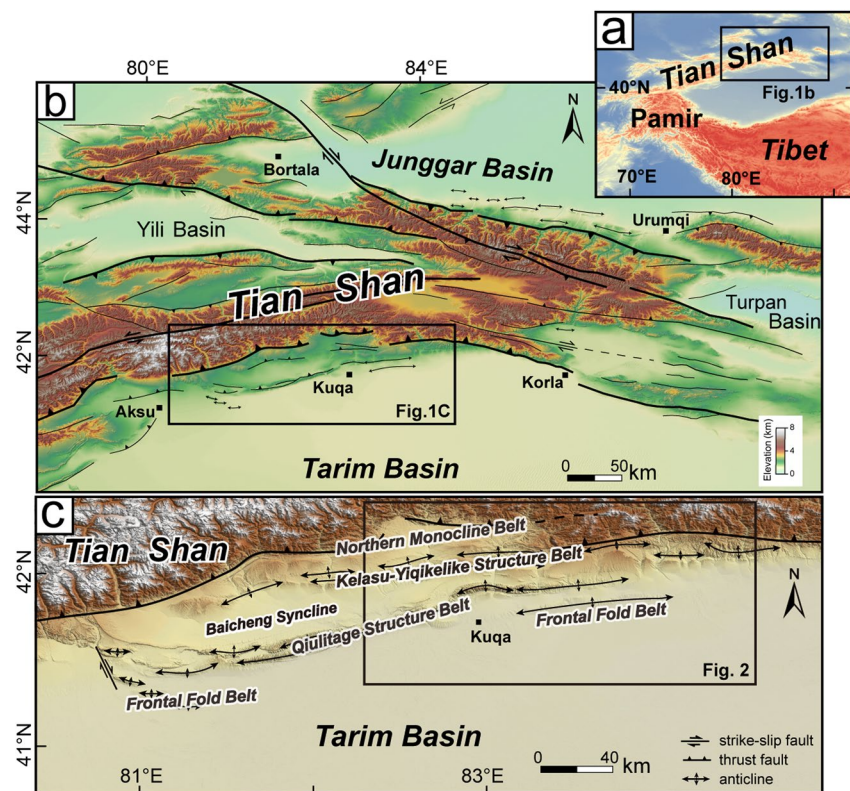 a
Tian Shan
40°N
Fig.1b
Pamir
Tibet
70°E
80°E
80°E
84°E
b
N
Junggar Basin
Bortala
44°N
Urumqi
Yili Basin
Tian Shan
Turpan
Basin
42°N
Kuqa
Korla
Aksu
Fig.1C
Elevation (km)
8
4
0
Tarim Basin
0
50
km
c
Tian Shan
Northern Monocline Belt
Kelasu-Yiqikelike Structure Belt
42°N
N
Baicheng Syncline
Qiulitage Structure Belt
Frontal Fold Belt
Kuqa
Fig. 2
Frontal Fold Belt
Tarim Basin
41°N
strike-slip fault
thrust fault
anticline
0
40
km
81°E
83°E